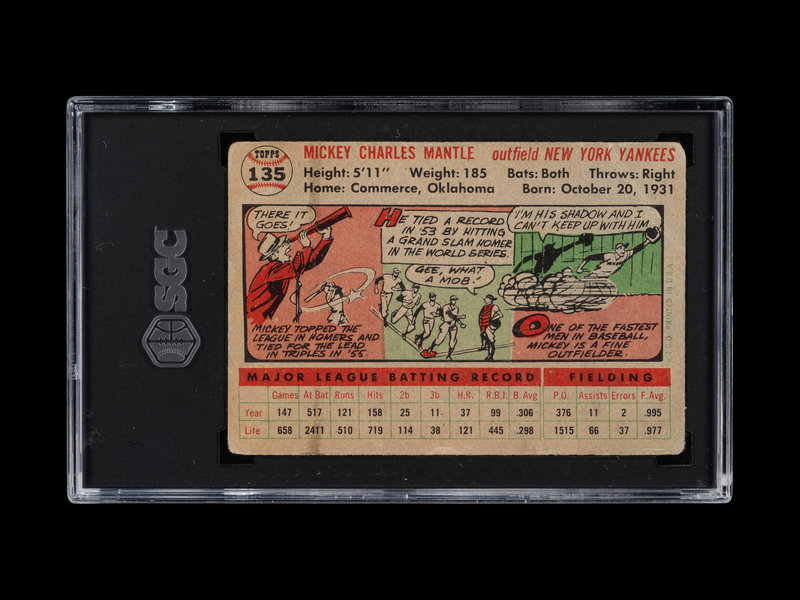 SGC
TOPPS
135
MICKEY CHARLES MANTLE outfield NEW YORK YANKEES
Height: 5'11" Weight: 185 Bats: Both Throws: Right
Home: Commerce, Oklahoma Born: October 20, 1931
THERE IT
GOES!
HE TIED A RECORD
IN '53 BY HITTING
A GRAND SLAM HOMER
IN THE WORLD SERIES.
GEE, WHAT
A MOB!
I'M HIS SHADOW AND I
CAN'T KEEP UP WITH HIM
MICKEY TOPPED THE
LEAGUE IN HOMERS AND
TIED FOR THE LEAD
IN TRIPLES IN '55.
ONE OF THE FASTEST
MEN IN BASEBALL,
MICKEY IS A FINE
OUTFIELDER.
PRINTED IN U.S.A.
MAJOR LEAGUE BATTING RECORD FIELDING
Games At Bat Runs Hits 2b 3b H.R. R.B.I. B. Avg P.O. Assists Errors F. Avg.
Year 147 517 121 158 25 11 37 99 .306 376 11 2 .995
Life 658 2411 510 719 114 38 121 445 .298 1515 66 37 .977